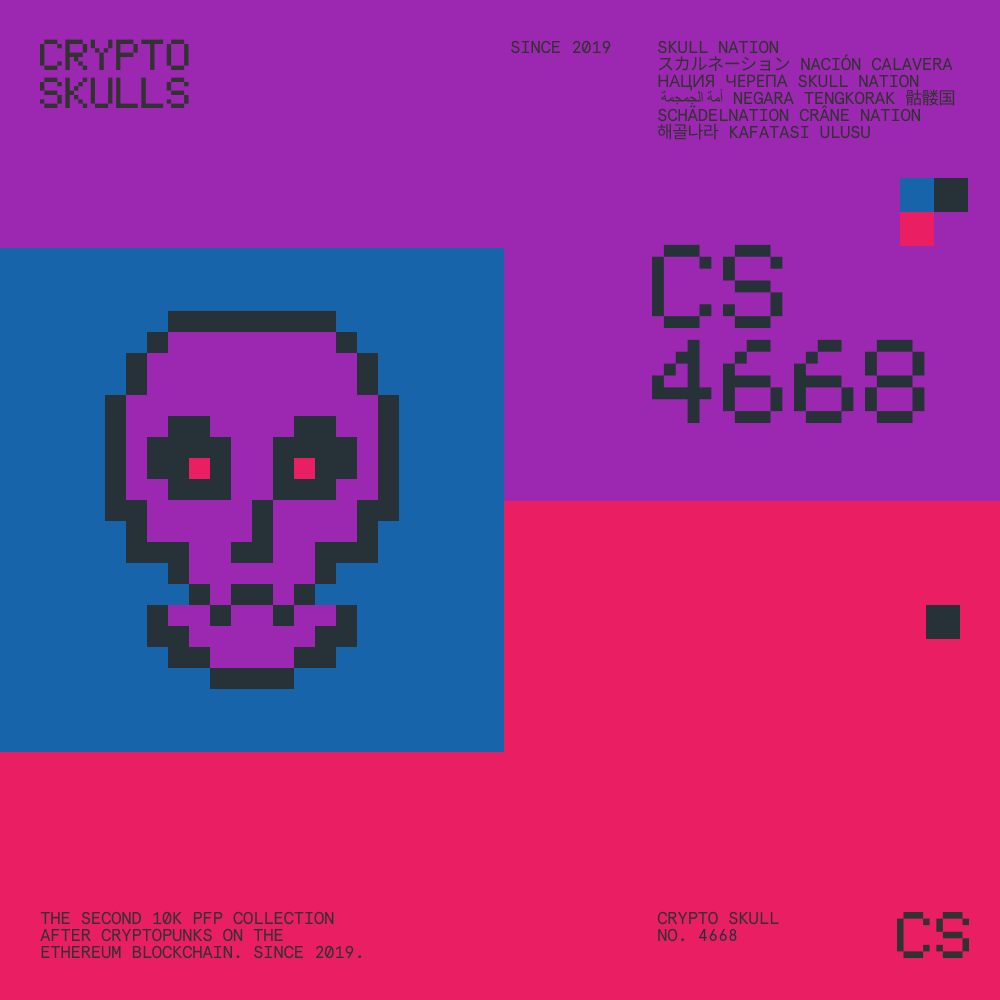 CRYPTO
SKULLS
SINCE 2019
SKULL NATION
スカルネーション NACIÓN CALAVERA
НАЦИЯ ЧЕРЕПА SKULL NATION
أمة الجمجمة NEGARA TENGKORAK 骷髅国
SCHÄDELNATION CRÂNE NATION
해골나라 KAFATASI ULUSU
CS
4668
THE SECOND 10K PFP COLLECTION
AFTER CRYPTOPUNKS ON THE
ETHEREUM BLOCKCHAIN. SINCE 2019.
CRYPTO SKULL
NO. 4668
CS